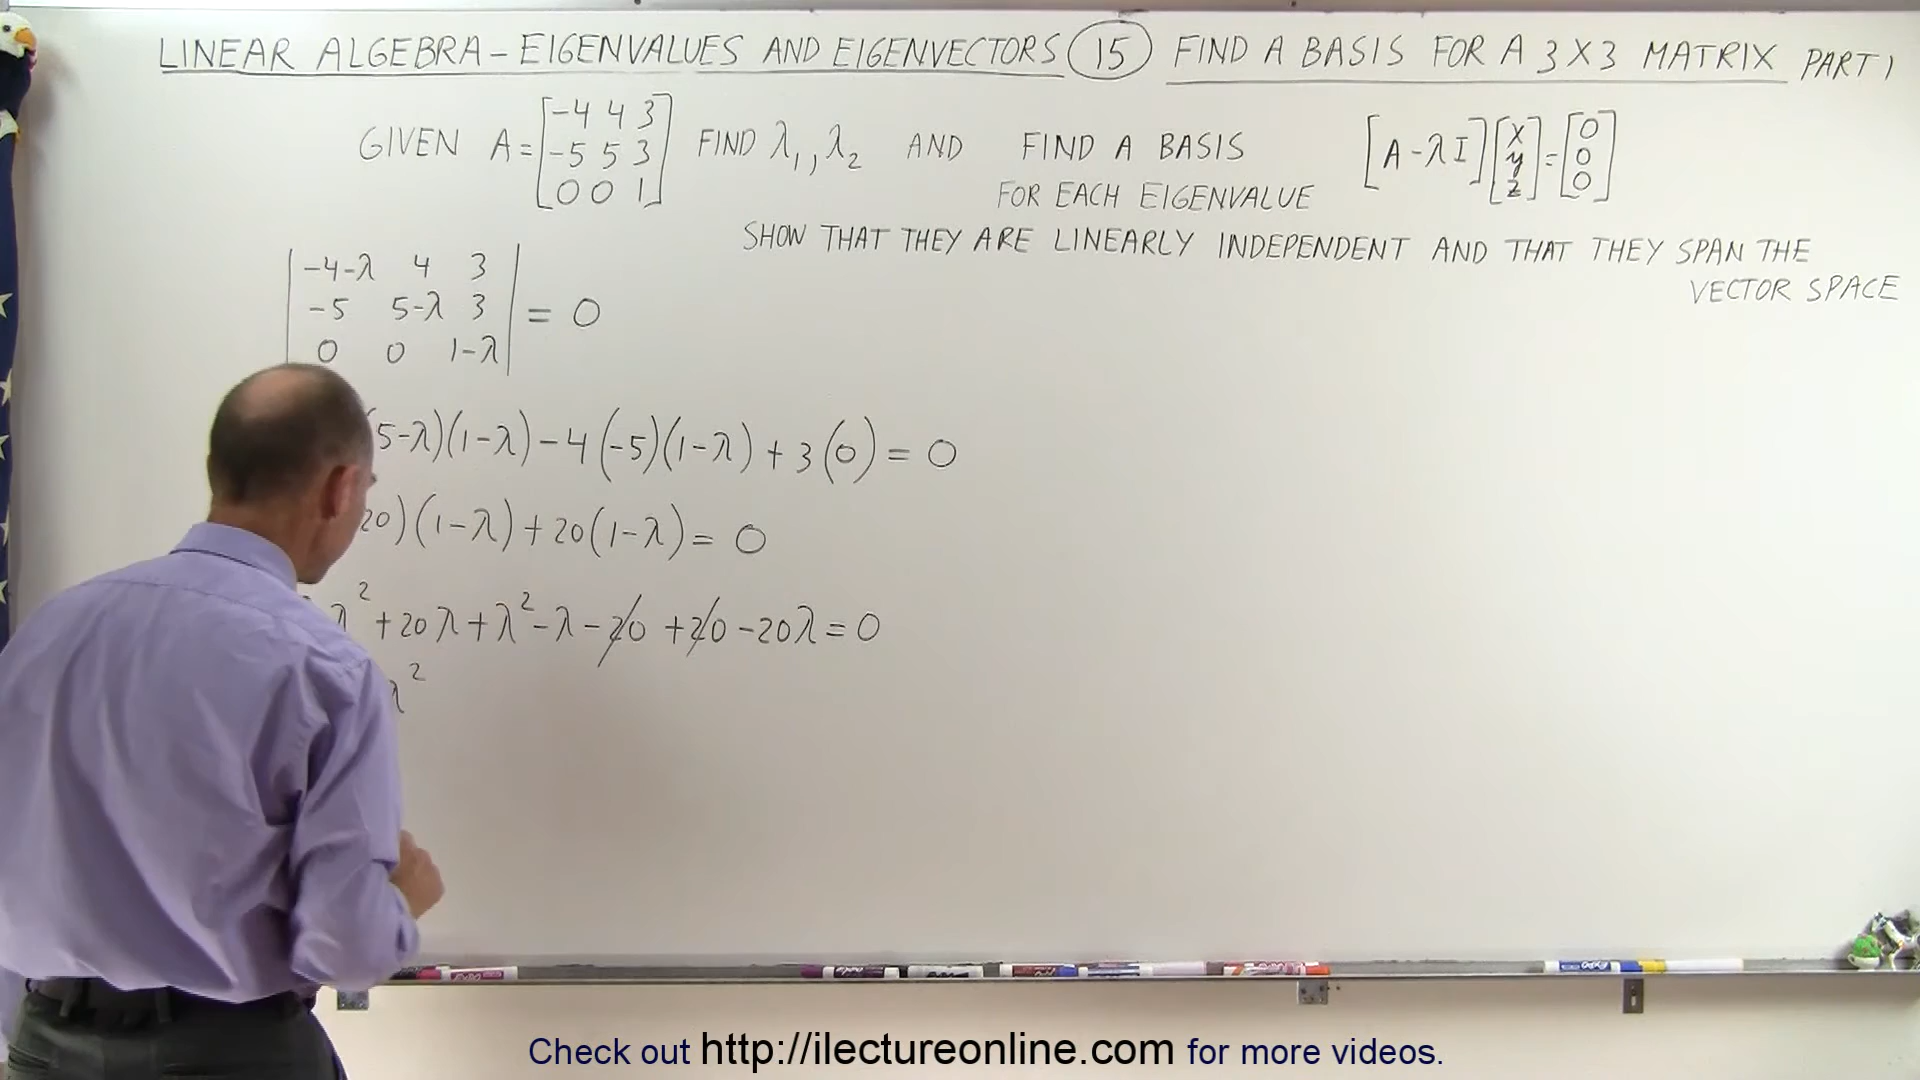 LINEAR ALGEBRA – EIGENVALUES AND EIGENVECTORS 15 FIND A BASIS FOR A 3X3 MATRIX PART 1
GIVEN A = [-4 4 3
-5 5 3
0 0 1] FIND λ₁, λ₂ AND FIND A BASIS
FOR EACH EIGENVALUE
[A - λI] [x
y
z] = [0
0
0]
SHOW THAT THEY ARE LINEARLY INDEPENDENT AND THAT THEY SPAN THE
VECTOR SPACE
|-4-λ 4 3
-5 5-λ 3
0 0 1-λ| = 0
(5-λ)(1-λ) - 4(-5)(1-λ) + 3(0) = 0
20)(1-λ) + 20(1-λ) = 0
λ² + 20λ + λ² - λ - 20 + 20 - 20λ = 0
λ²
Check out http://ilectureonline.com for more videos.